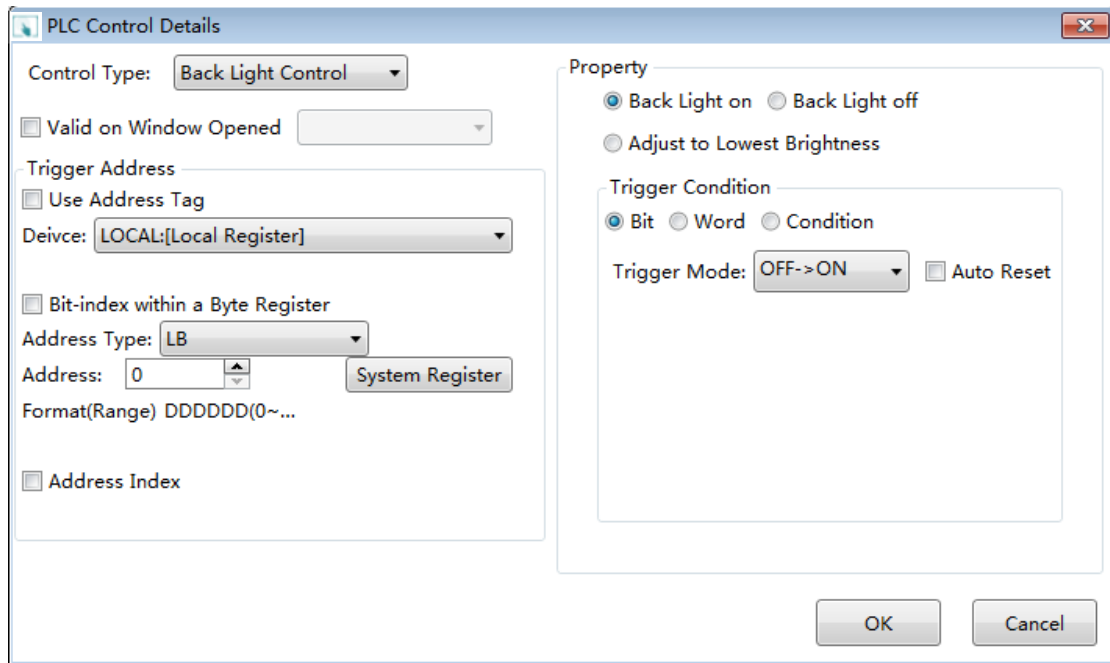 PLC Control Details
Control Type: Back Light Control
Valid on Window Opened
Trigger Address
Use Address Tag
Deivce: LOCAL:[Local Register]
Bit-index within a Byte Register
Address Type: LB
Address: 0 System Register
Format(Range) DDDDDD(0~...
Address Index
Property
Back Light on Back Light off
Adjust to Lowest Brightness
Trigger Condition
Bit Word Condition
Trigger Mode: OFF->ON Auto Reset
OK Cancel